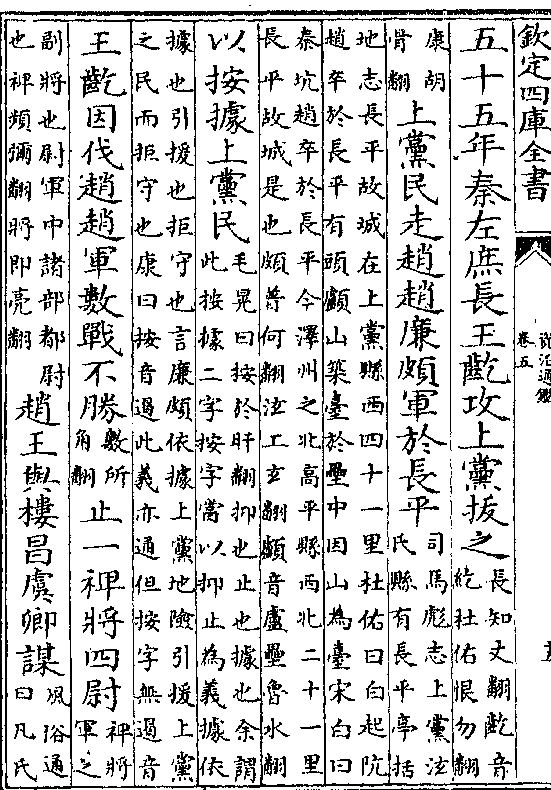 欽定四庫全書
資治通鑑
卷五
五十五年秦左庶長王齕攻上黨拔之長知丈翻齕音紇杜佑恨勿翻
康胡骨翻上黨民走趙趙廉頗軍於長平司馬彪志上黨泫氏縣有長平亭括
地志長平故城在上黨縣西四十一里杜佑曰白起阬
趙卒於長平有頭顱山築臺於壘中因山為臺宋白曰
秦坑趙卒於長平今澤州之北高平縣西北二十一里
長平故城是也頗普何翻泫工玄翻顱音盧壘魯水翻
以按據上黨民毛晃曰按於旰翻抑也止也據也余謂此按據二字按字當以抑止為義據依
據也引援也拒守也言廉頗依據上黨地險引援上黨
之民而拒守也康曰按音遏此義亦通但按字無遏音
王齕因伐趙趙軍數戰不勝數所角翻止一裨將四尉裨將軍之
副將也尉軍中諸部都尉也裨頻彌翻將即亮翻趙王與樓昌虞卿謀風俗通曰凡氏